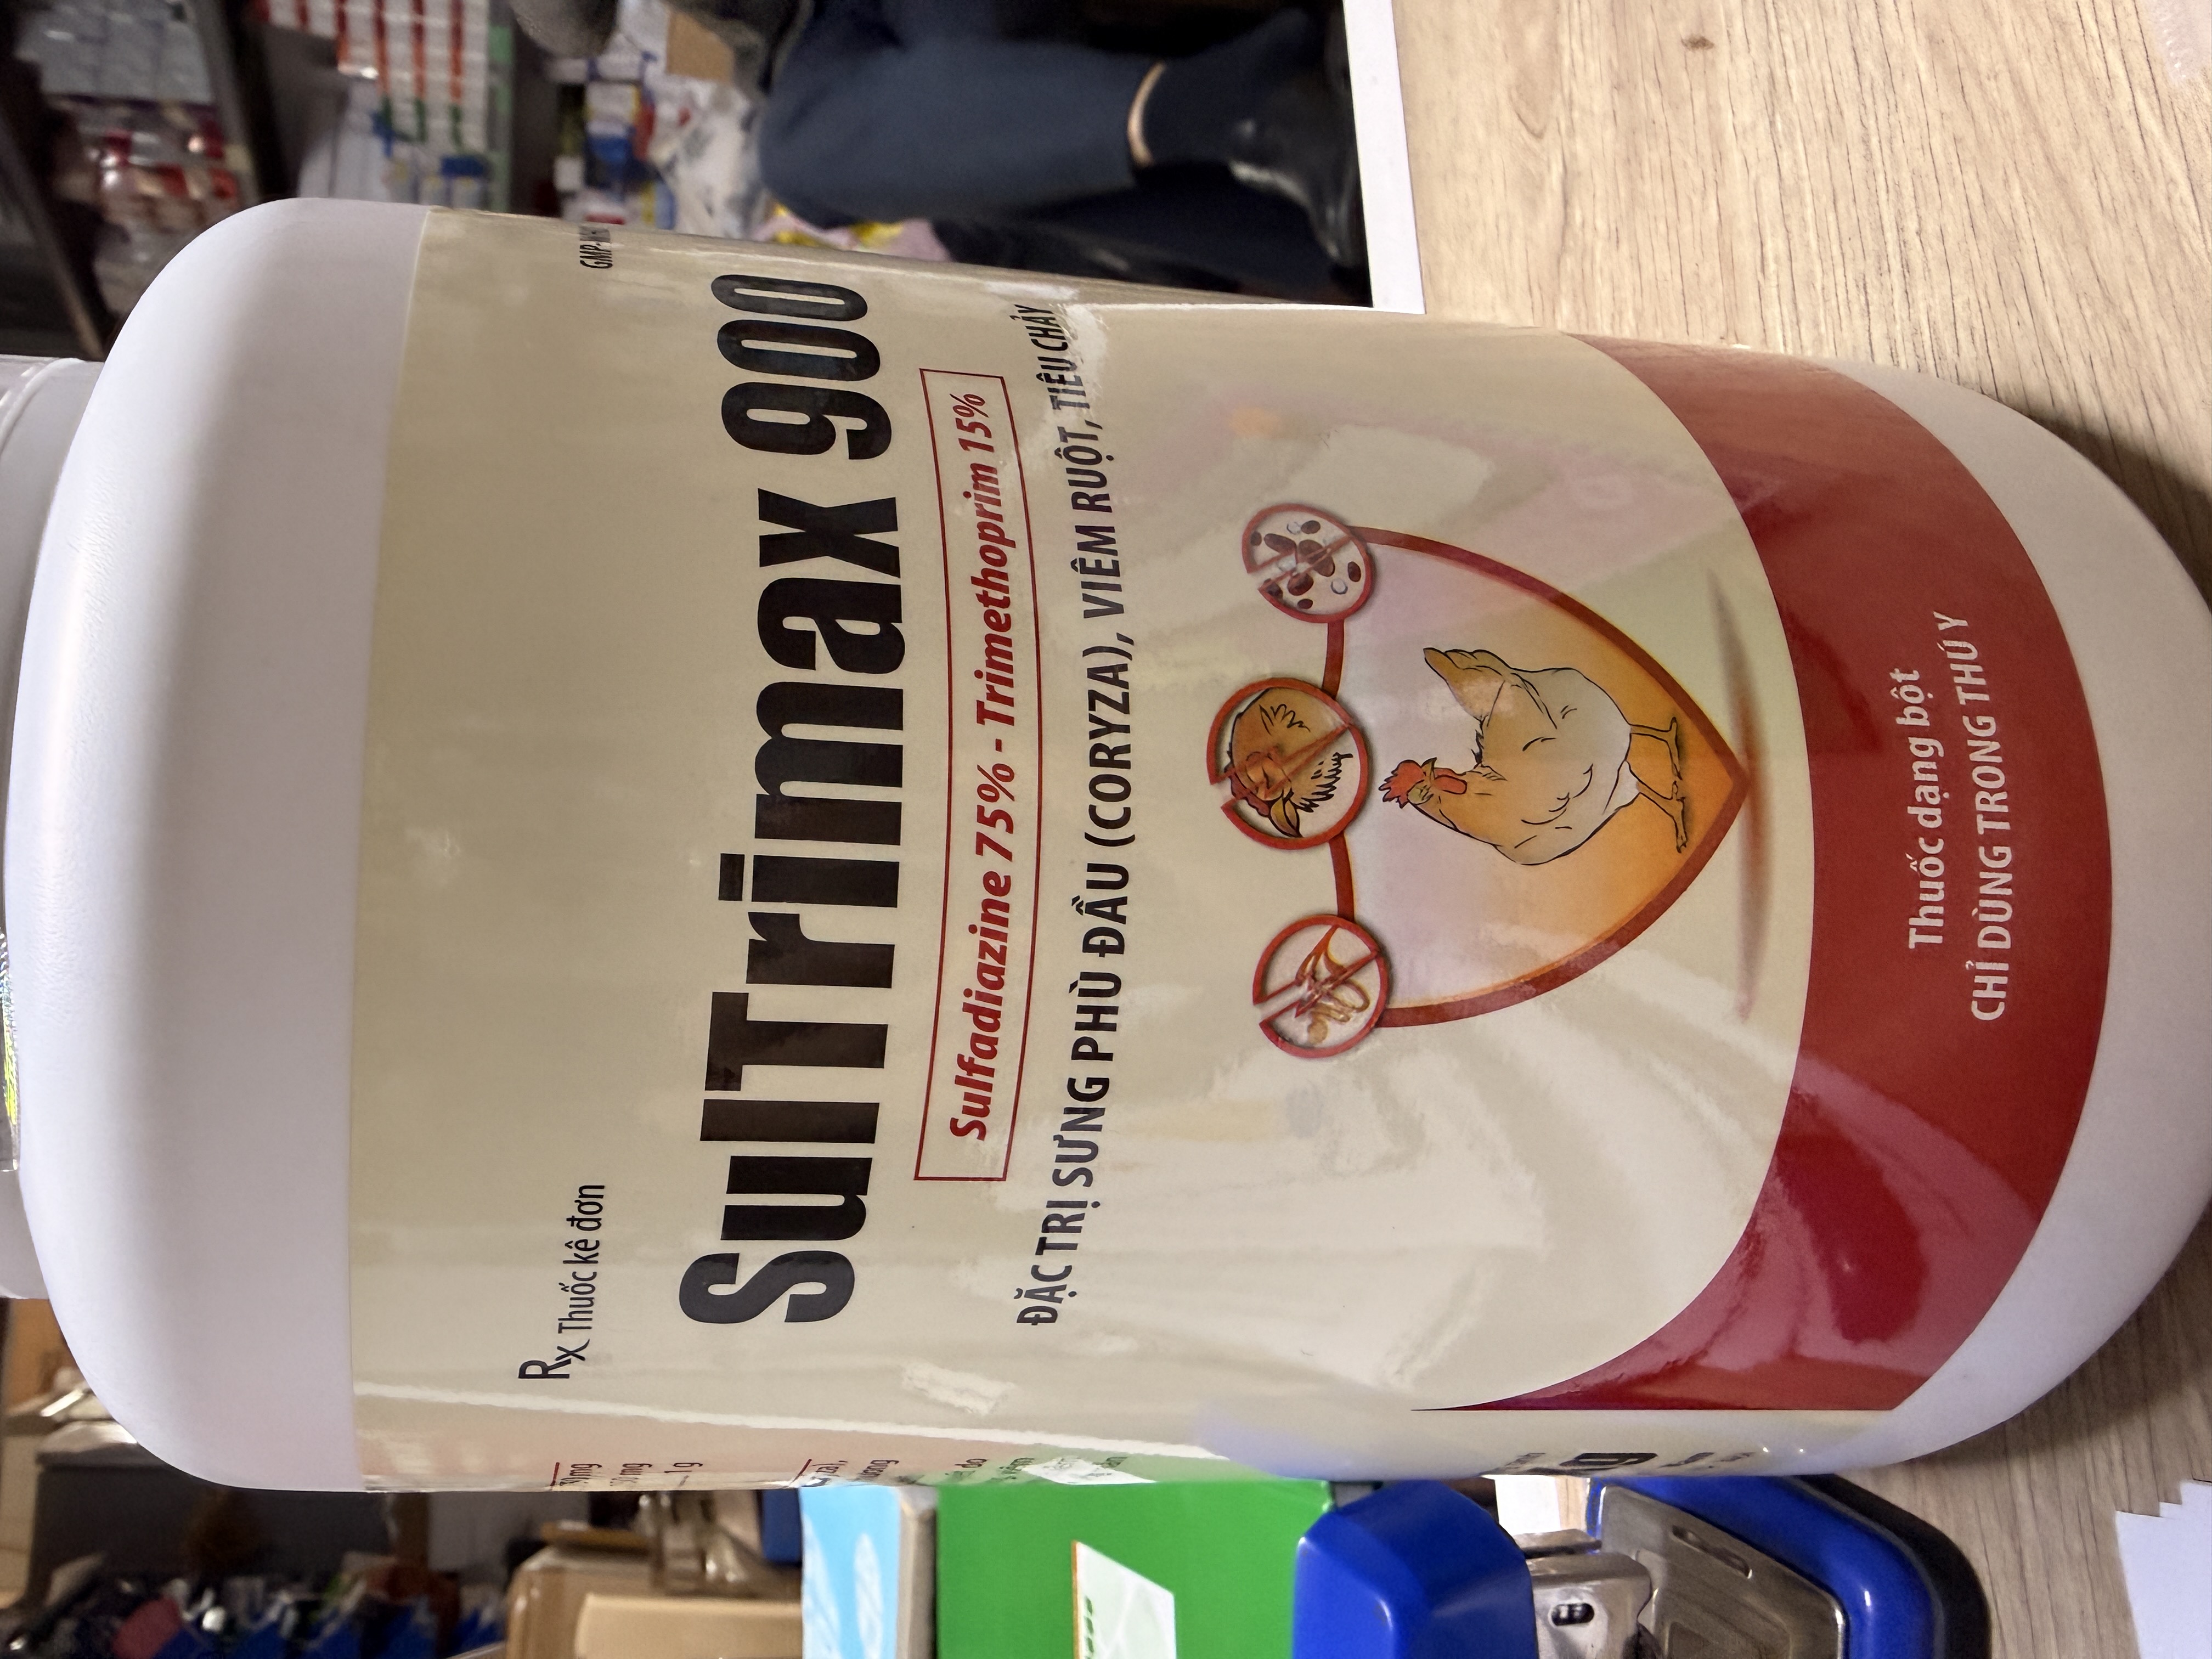 Rx Thuốc kê đơn
SulTrimax 900
Sulfadiazine 75% - Trimethoprim 15%
ĐẶC TRỊ SƯNG PHÙ ĐẦU (CORYZA), VIÊM RUỘT, TIÊU CHẢY
Thuốc dạng bột
CHỈ DÙNG TRONG THÚ Y